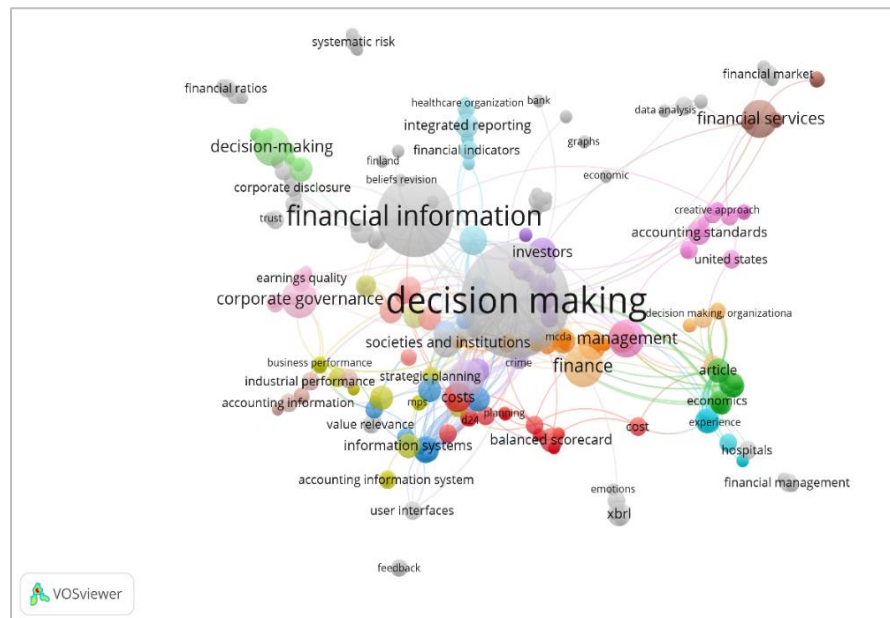 systematic risk
financial market
financial ratios
healthcare organization
bank
data analysis
integrated reporting
financial services
decision-making
financial indicators
graphs
finland
corporate disclosure
beliefs revision
economic
trust
financial information
creative approach
accounting standards
investors
united states
earnings quality
corporate governance
decision making
decision making, organizationa
societies and institutions
mcda
management
business performance
crime
finance
article
industrial performance
strategic planning
costs
economics
accounting information
mps
planning
value relevance
d24
cost
experience
information systems
balanced scorecard
hospitals
accounting information system
emotions
financial management
user interfaces
xbrl
feedback
VOSviewer